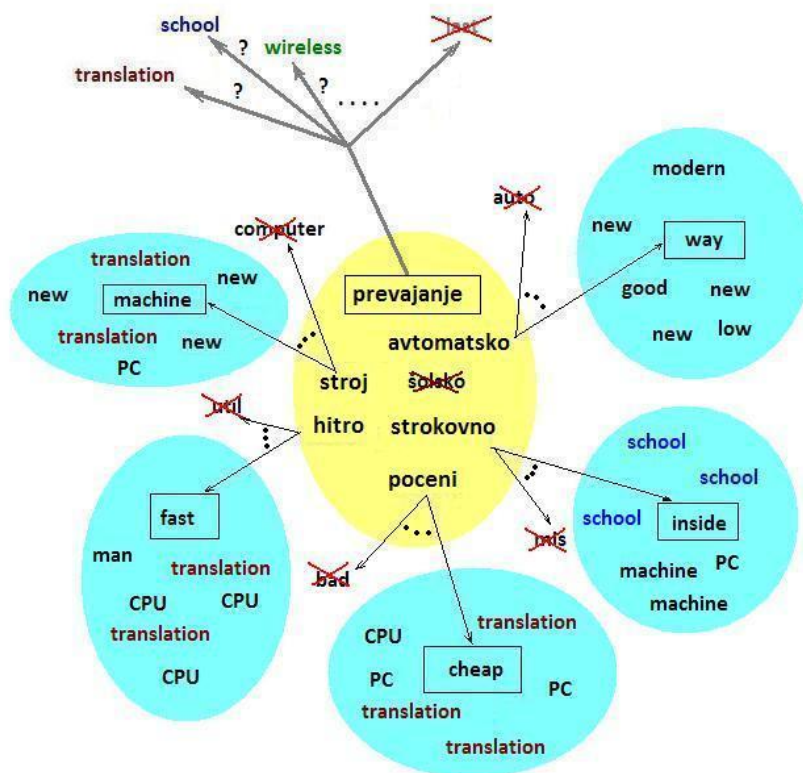 school
?
wireless
last
translation
?
?
....
modern
auto
computer
new
way
translation
new
new
machine
prevajanje
good
new
translation
new
avtomatsko
new
low
PC
stroj
šolsko
util
hitro
strokovno
school
school
poceni
fast
school
inside
man
mis
translation
bad
machine
PC
CPU
CPU
machine
translation
CPU
translation
CPU
PC
cheap
PC
translation
translation